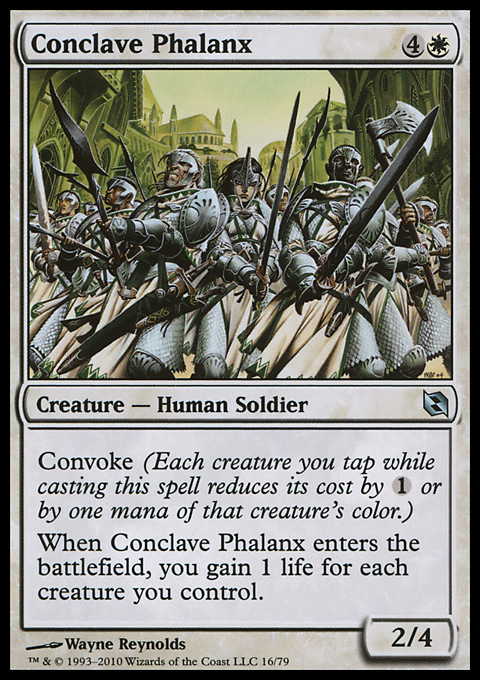 Conclave Phalanx 4
Creature — Human Soldier
Convoke (Each creature you tap while
casting this spell reduces its cost by 1 or
by one mana of that creature's color.)
When Conclave Phalanx enters the
battlefield, you gain 1 life for each
creature you control.
Wayne Reynolds
2/4
™ & © 1993–2010 Wizards of the Coast LLC 16/79